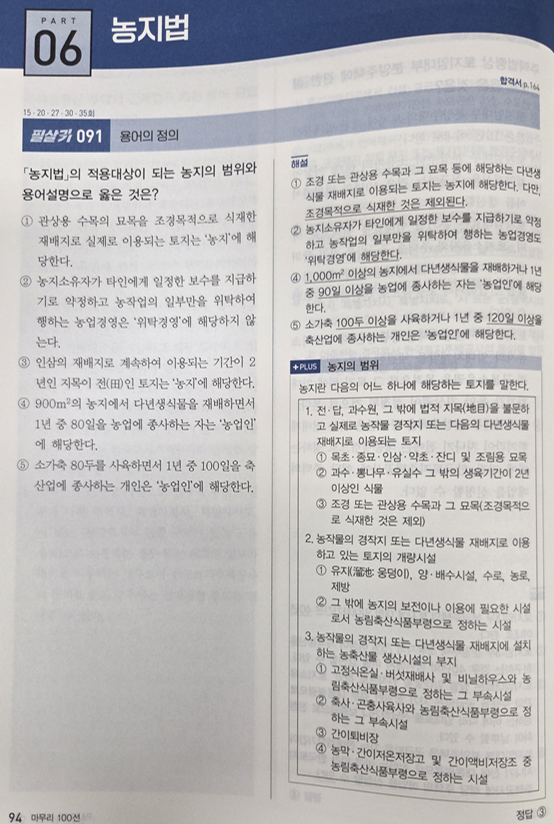 PART
06
농지법
합격서 p.164
15·20·27·30·35회
필살카 091 용어의 정의
「농지법」의 적용대상이 되는 농지의 범위와
용어설명으로 옳은 것은?
① 관상용 수목의 묘목을 조경목적으로 식재한
재배지로 실제로 이용되는 토지는 '농지'에 해
당한다.
② 농지소유자가 타인에게 일정한 보수를 지급하
기로 약정하고 농작업의 일부만을 위탁하여
행하는 농업경영은 '위탁경영'에 해당하지 않
는다.
③ 인삼의 재배지로 계속하여 이용되는 기간이 2
년인 지목이 전(田)인 토지는 '농지'에 해당한다.
④ 900m²의 농지에서 다년생식물을 재배하면서
1년 중 80일을 농업에 종사하는 자는 '농업인'
에 해당한다.
⑤ 소가축 80두를 사육하면서 1년 중 100일을 축
산업에 종사하는 개인은 '농업인'에 해당한다.
해설
① 조경 또는 관상용 수목과 그 묘목 등에 해당하는 다년생
식물 재배지로 이용되는 토지는 농지에 해당한다. 다만,
조경목적으로 식재한 것은 제외된다.
② 농지소유자가 타인에게 일정한 보수를 지급하기로 약정
하고 농작업의 일부만을 위탁하여 행하는 농업경영도
'위탁경영'에 해당한다.
④ 1,000m² 이상의 농지에서 다년생식물을 재배하거나 1년
중 90일 이상을 농업에 종사하는 자는 '농업인'에 해당
한다.
⑤ 소가축 100두 이상을 사육하거나 1년 중 120일 이상을
축산업에 종사하는 개인은 '농업인'에 해당한다.
+PLUS 농지의 범위
농지란 다음의 어느 하나에 해당하는 토지를 말한다.
1. 전·답, 과수원, 그 밖에 법적 지목(地目)을 불문하
고 실제로 농작물 경작지 또는 다음의 다년생식물
재배지로 이용되는 토지
① 목초·종묘·인삼·약초·잔디 및 조림용 묘목
② 과수·뽕나무·유실수 그 밖의 생육기간이 2년
이상인 식물
③ 조경 또는 관상용 수목과 그 묘목(조경목적으
로 식재한 것은 제외)
2. 농작물의 경작지 또는 다년생식물 재배지로 이용
하고 있는 토지의 개량시설
① 유지(溜池: 웅덩이), 양·배수시설, 수로, 농로,
제방
② 그 밖에 농지의 보전이나 이용에 필요한 시설
로서 농림축산식품부령으로 정하는 시설
3. 농작물의 경작지 또는 다년생식물 재배지에 설치
하는 농축산물 생산시설의 부지
① 고정식온실·버섯재배사 및 비닐하우스와 농
림축산식품부령으로 정하는 그 부속시설
② 축사·곤충사육사와 농림축산식품부령으로 정
하는 그 부속시설
③ 간이퇴비장
④ 농막·간이저온저장고 및 간이액비저장조 중
농림축산식품부령으로 정하는 시설
94 마무리 100선
정답 ③